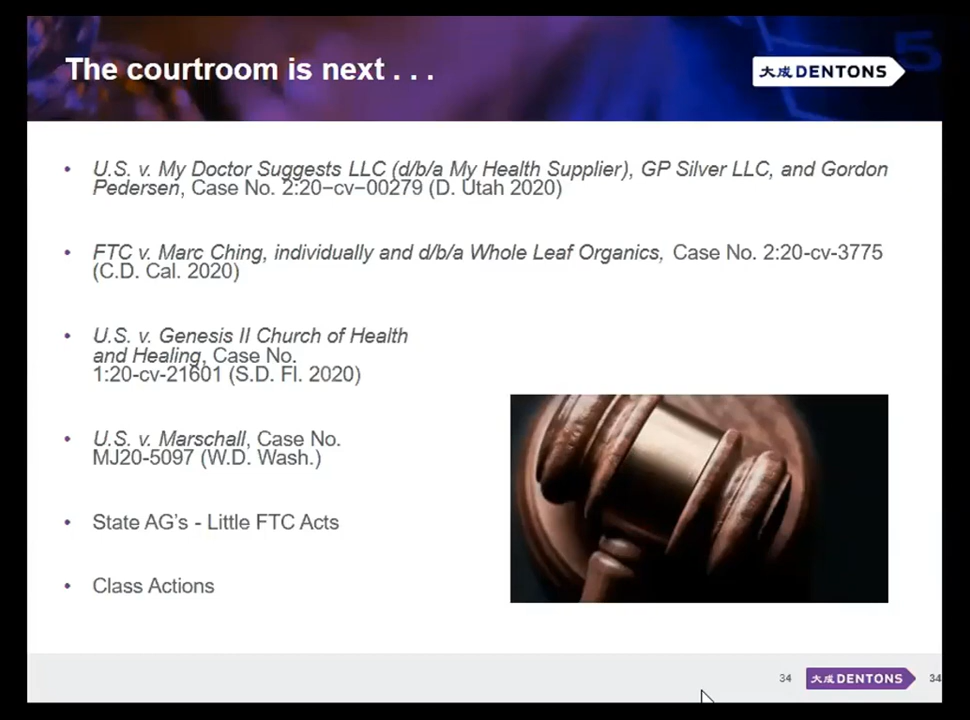 The courtroom is next . . .
大成 DENTONS
• U.S. v. My Doctor Suggests LLC (d/b/a My Health Supplier), GP Silver LLC, and Gordon
Pedersen, Case No. 2:20−cv−00279 (D. Utah 2020)
• FTC v. Marc Ching, individually and d/b/a Whole Leaf Organics, Case No. 2:20-cv-3775
(C.D. Cal. 2020)
• U.S. v. Genesis II Church of Health
and Healing, Case No.
1:20-cv-21601 (S.D. Fl. 2020)
• U.S. v. Marschall, Case No.
MJ20-5097 (W.D. Wash.)
• State AG's - Little FTC Acts
• Class Actions
34 大成 DENTONS 34